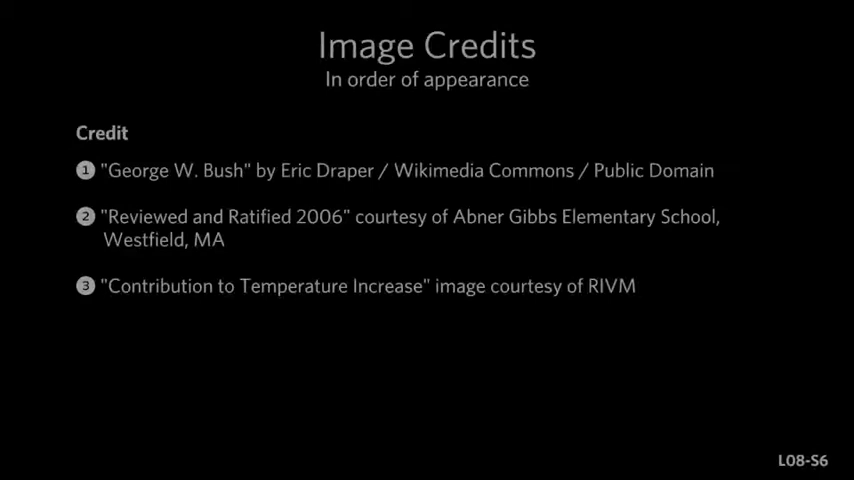 Image Credits
In order of appearance
Credit
1 "George W. Bush" by Eric Draper / Wikimedia Commons / Public Domain
2 "Reviewed and Ratified 2006" courtesy of Abner Gibbs Elementary School,
Westfield, MA
3 "Contribution to Temperature Increase" image courtesy of RIVM
L08-S6